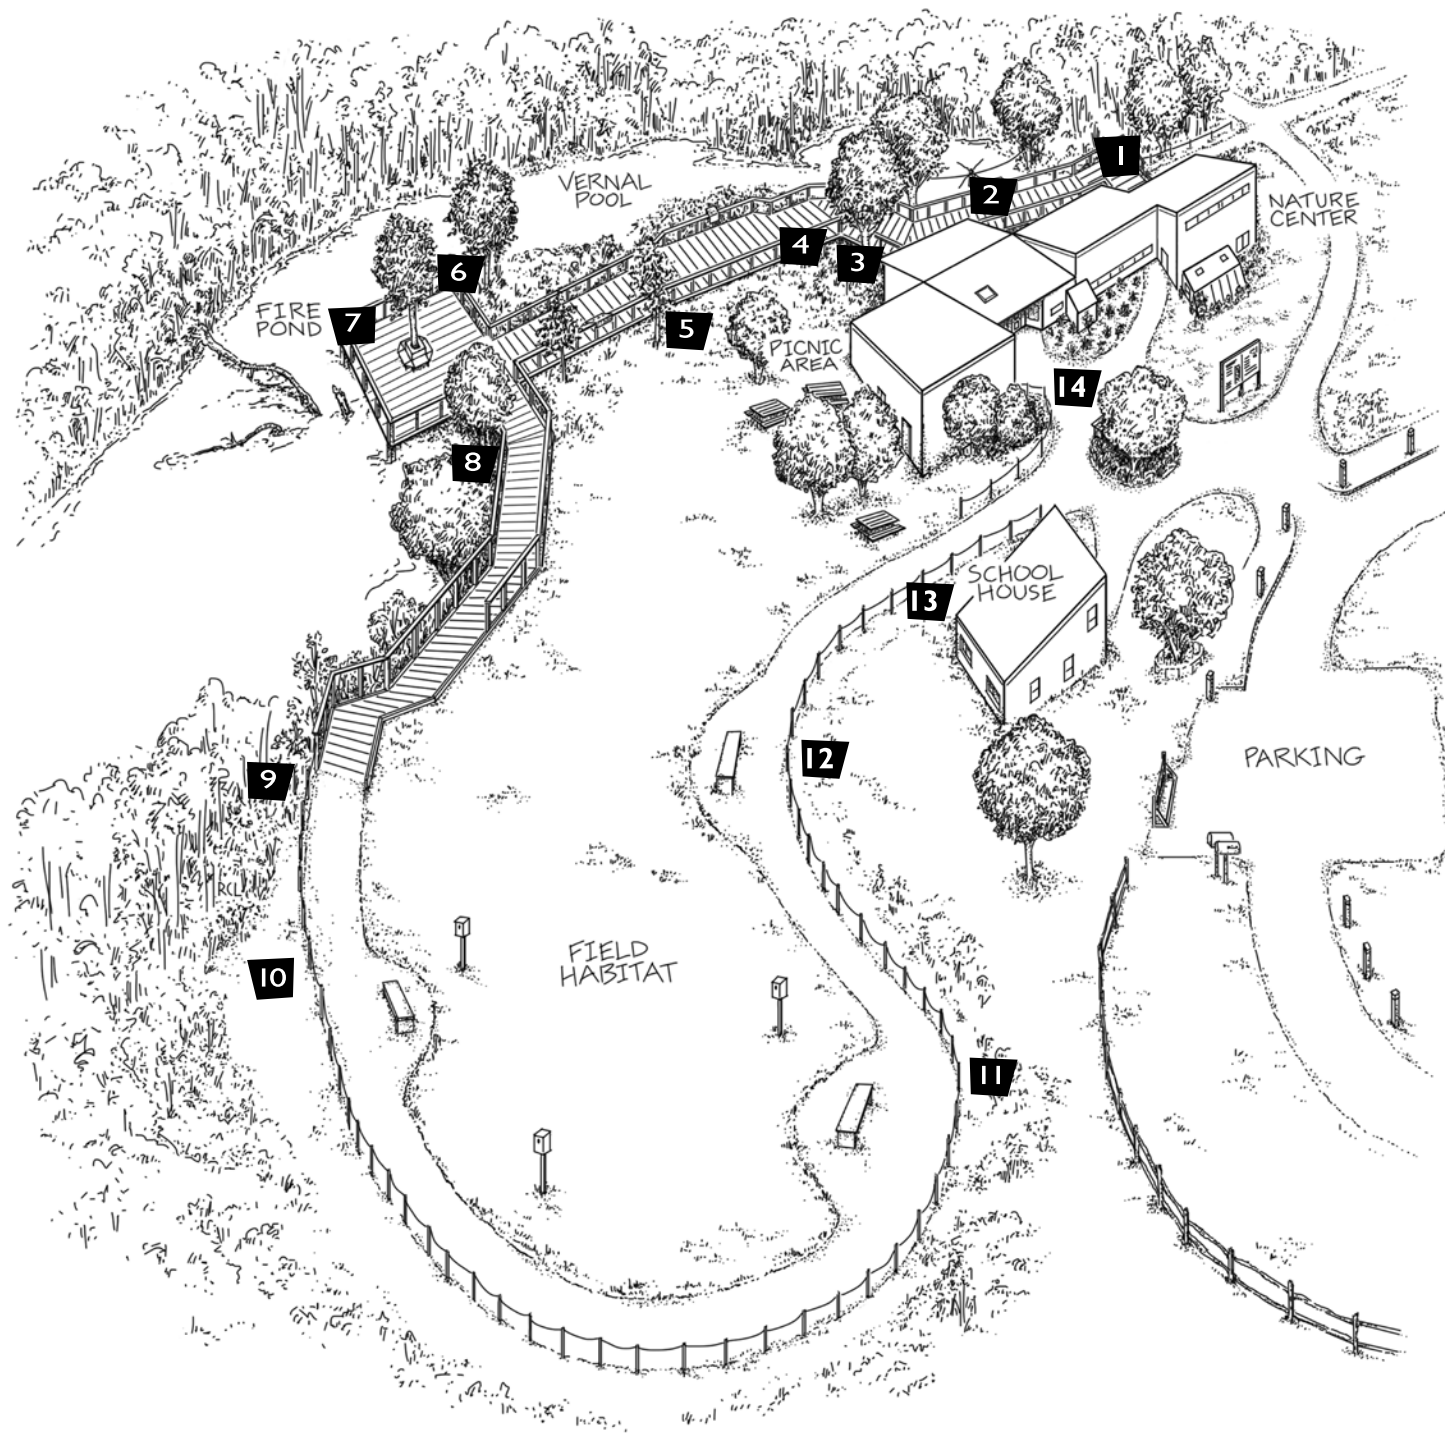 1
VERNAL
POOL
2
NATURE
CENTER
4
3
6
FIRE
POND
7
5
PICNIC
AREA
14
8
SCHOOL
HOUSE
13
12
PARKING
9
RCL
FIELD
HABITAT
10
11